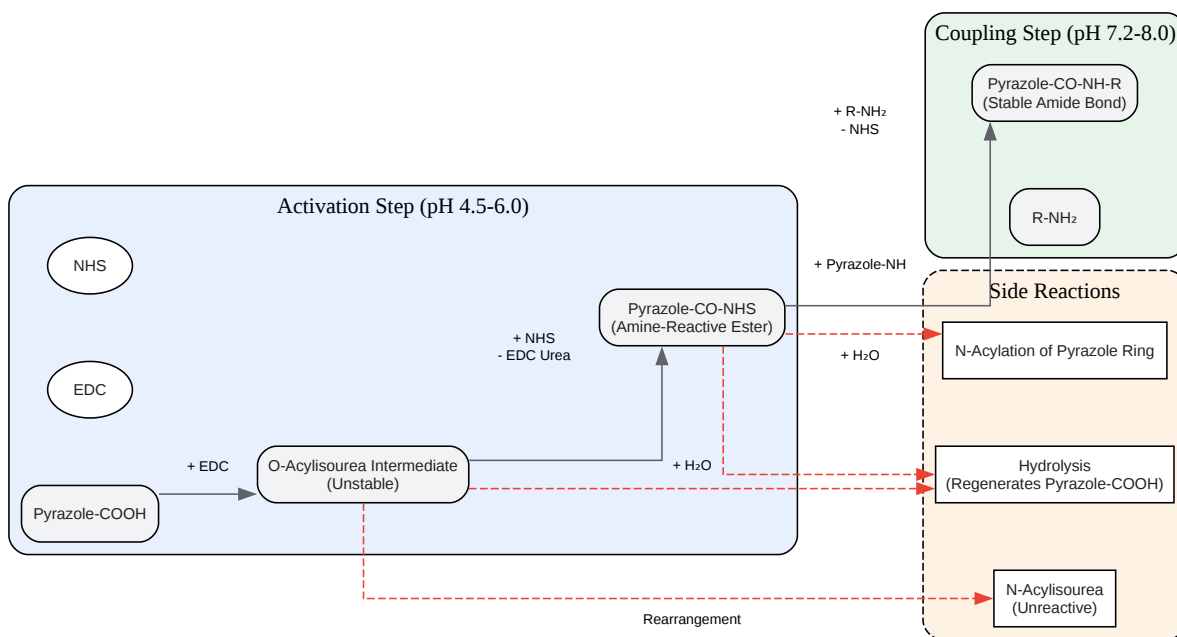 Coupling Step (pH 7.2-8.0)
Pyrazole-CO-NH-R
(Stable Amide Bond)
+ R-NH₂
- NHS
R-NH₂
Activation Step (pH 4.5-6.0)
NHS
+ Pyrazole-NH
Side Reactions
Pyrazole-CO-NHS
(Amine-Reactive Ester)
+ NHS
- EDC Urea
N-Acylation of Pyrazole Ring
+ H₂O
EDC
+ EDC
O-Acylisourea Intermediate
(Unstable)
+ H₂O
Hydrolysis
(Regenerates Pyrazole-COOH)
Pyrazole-COOH
N-Acylisourea
(Unreactive)
Rearrangement